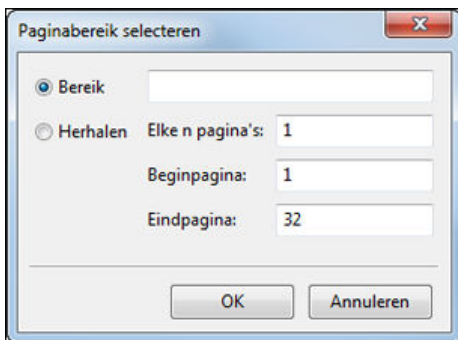 Paginabereik selecteren
Bereik
Herhalen Elke n pagina's: 1
Beginpagina: 1
Eindpagina: 32
OK Annuleren